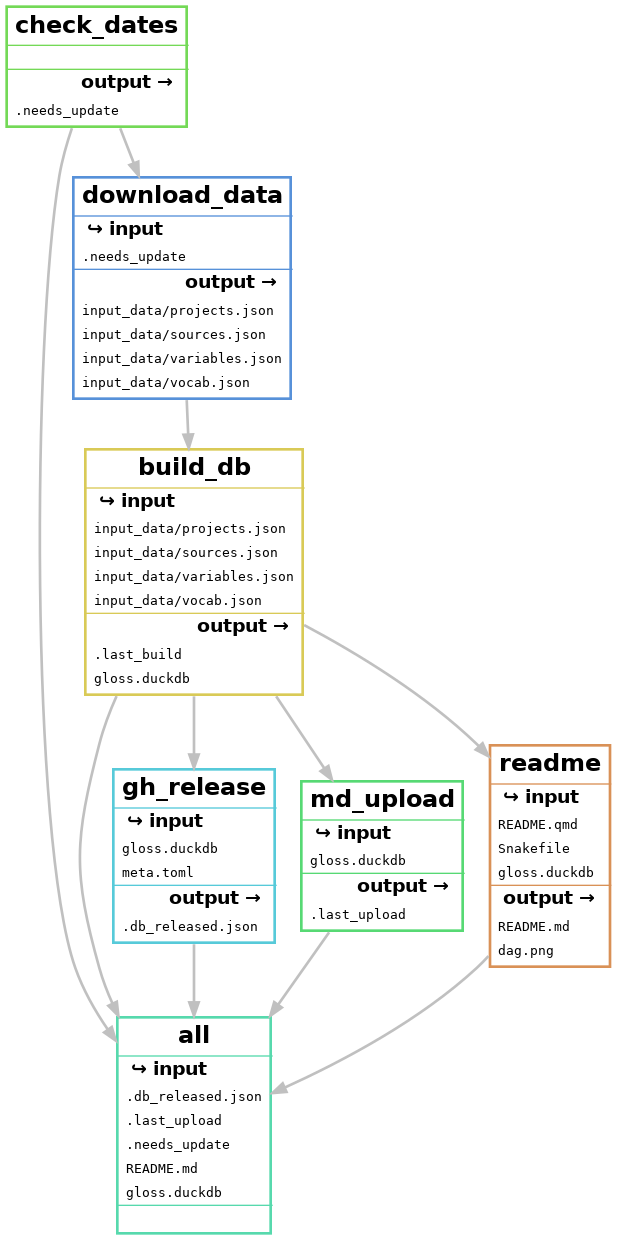 check_dates
output →
.needs_update
download_data
↪ input
.needs_update
output →
input_data/projects.json
input_data/sources.json
input_data/variables.json
input_data/vocab.json
build_db
↪ input
input_data/projects.json
input_data/sources.json
input_data/variables.json
input_data/vocab.json
output →
.last_build
gloss.duckdb
gh_release
↪ input
gloss.duckdb
meta.toml
output →
.db_released.json
md_upload
↪ input
gloss.duckdb
output →
.last_upload
readme
↪ input
README.qmd
Snakefile
gloss.duckdb
output →
README.md
dag.png
all
↪ input
.db_released.json
.last_upload
.needs_update
README.md
gloss.duckdb